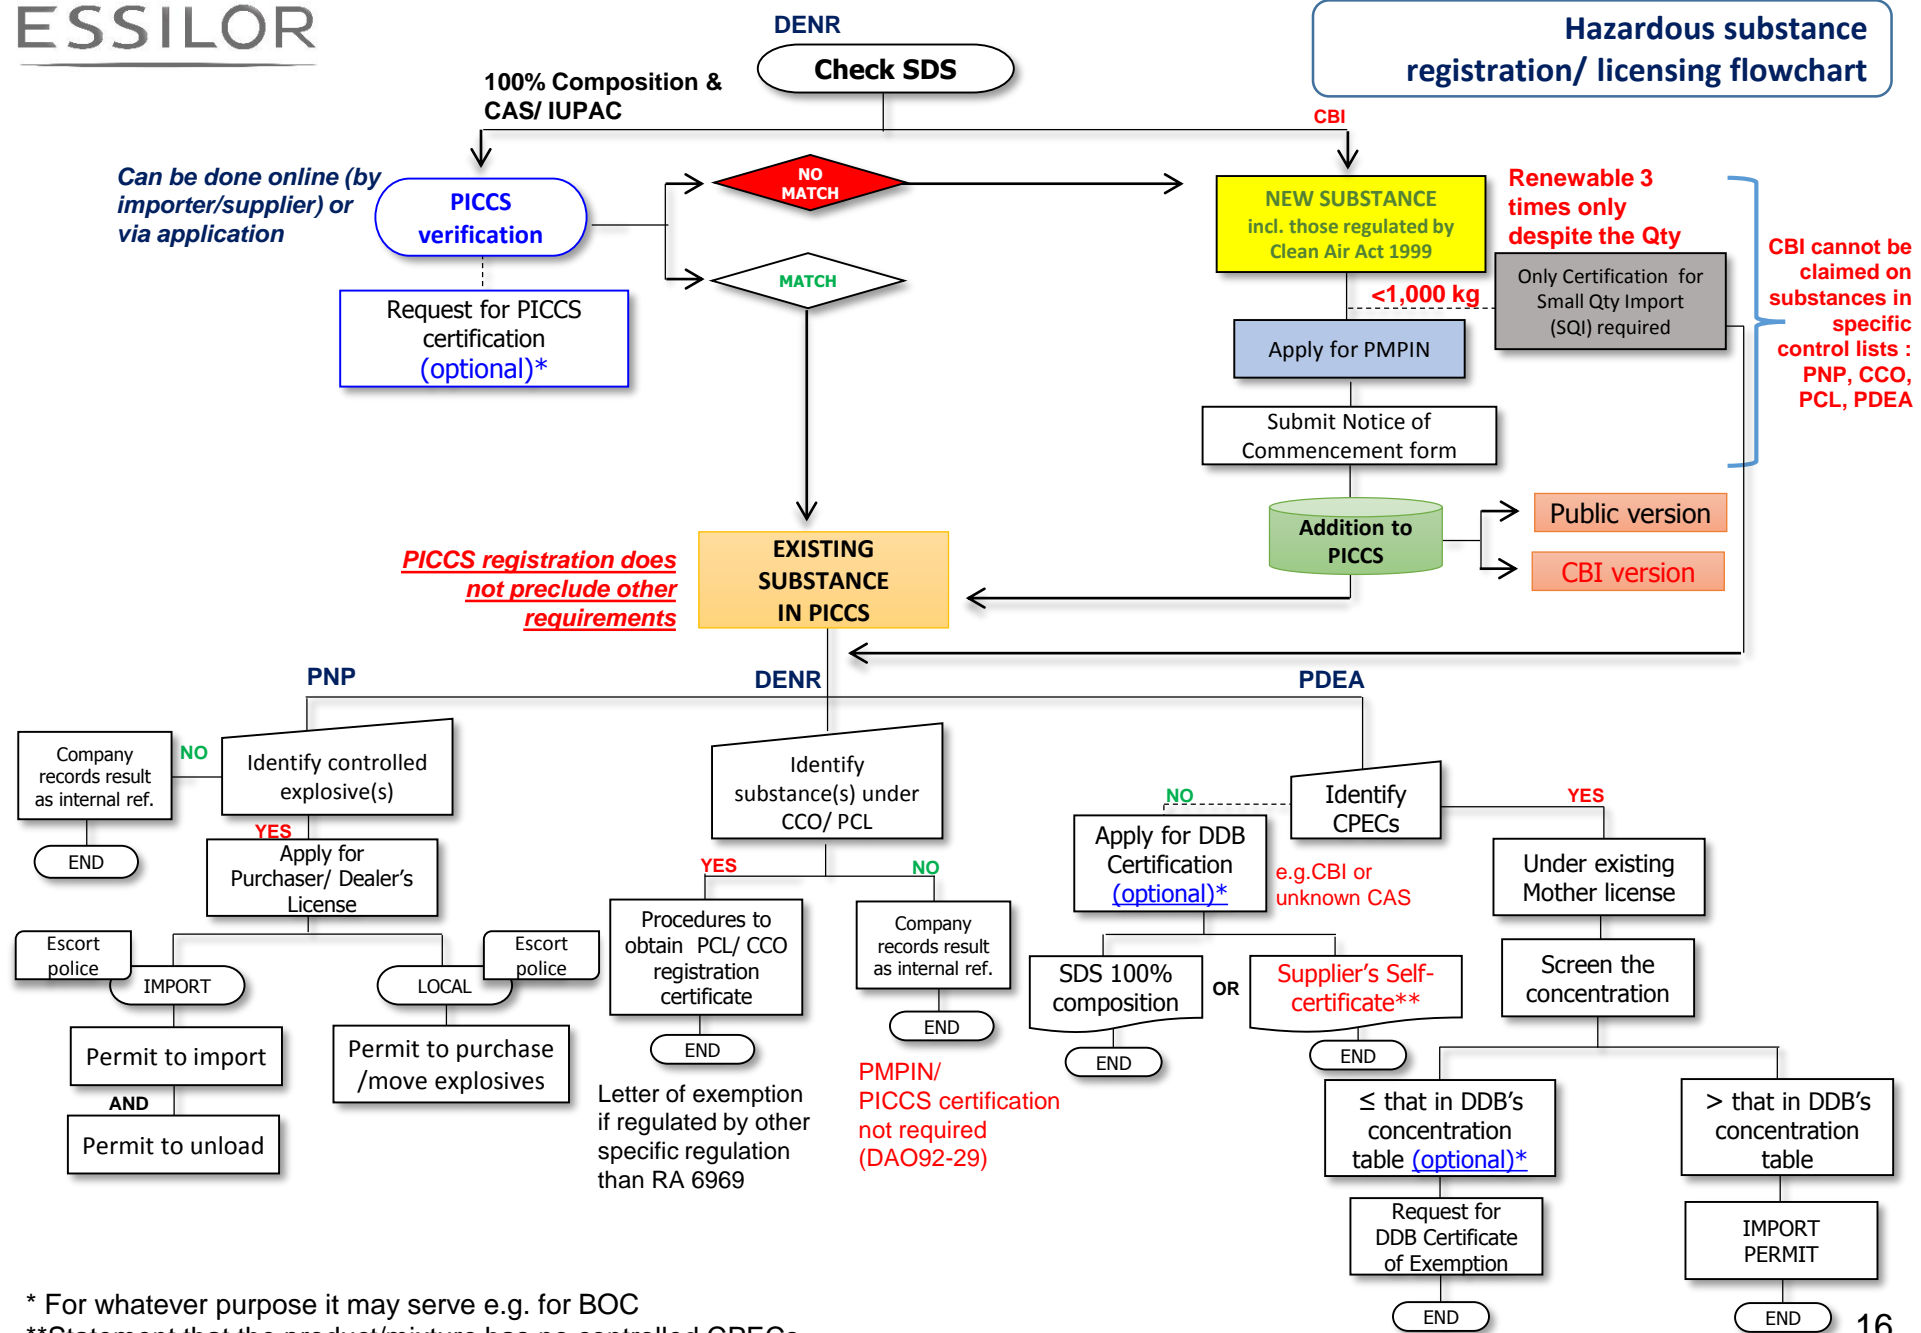 ESSILOR
Hazardous substance
registration/ licensing flowchart
DENR
Check SDS
100% Composition &
CAS/ IUPAC
CBI
Can be done online (by
importer/supplier) or
via application
PICCS
verification
NO
MATCH
MATCH
Request for PICCS
certification
(optional)*
NEW SUBSTANCE
incl. those regulated by
Clean Air Act 1999
Renewable 3
times only
despite the Qty
<1,000 kg
Only Certification for
Small Qty Import
(SQI) required
CBI cannot be
claimed on
substances in
specific
control lists :
PNP, CCO,
PCL, PDEA
Apply for PMPIN
Submit Notice of
Commencement form
Addition to
PICCS
Public version
CBI version
PICCS registration does
not preclude other
requirements
EXISTING
SUBSTANCE
IN PICCS
PNP
DENR
PDEA
Company
records result
as internal ref.
NO
Identify controlled
explosive(s)
END
YES
Apply for
Purchaser/ Dealer's
License
Escort
police
IMPORT
LOCAL
Escort
police
Permit to import
AND
Permit to unload
Permit to purchase
/move explosives
Identify
substance(s) under
CCO/ PCL
YES
NO
Procedures to
obtain PCL/ CCO
registration
certificate
END
Letter of exemption
if regulated by other
specific regulation
than RA 6969
Company
records result
as internal ref.
END
PMPIN/
PICCS certification
not required
(DAO92-29)
Identify
CPECs
NO
YES
Apply for DDB
Certification
(optional)*
e.g.CBI or
unknown CAS
SDS 100%
composition
OR
Supplier's Self-
certificate**
END
END
Under existing
Mother license
Screen the
concentration
≤ that in DDB's
concentration
table (optional)*
> that in DDB's
concentration
table
Request for
DDB Certificate
of Exemption
IMPORT
PERMIT
END
END
* For whatever purpose it may serve e.g. for BOC
**Statement that the product/mixture has no controlled CPECs
16